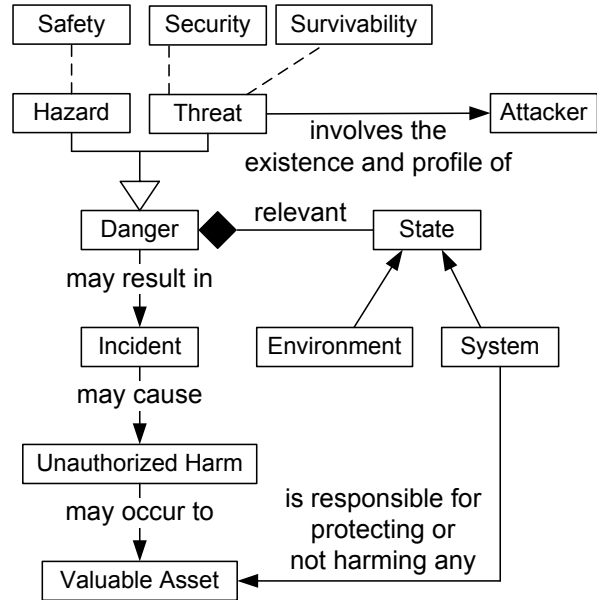 Safety
Security
Survivability
Hazard
Threat
Attacker
involves the
existence and profile of
Danger
relevant
State
may result in
Incident
Environment
System
may cause
Unauthorized Harm
may occur to
is responsible for
protecting or
not harming any
Valuable Asset